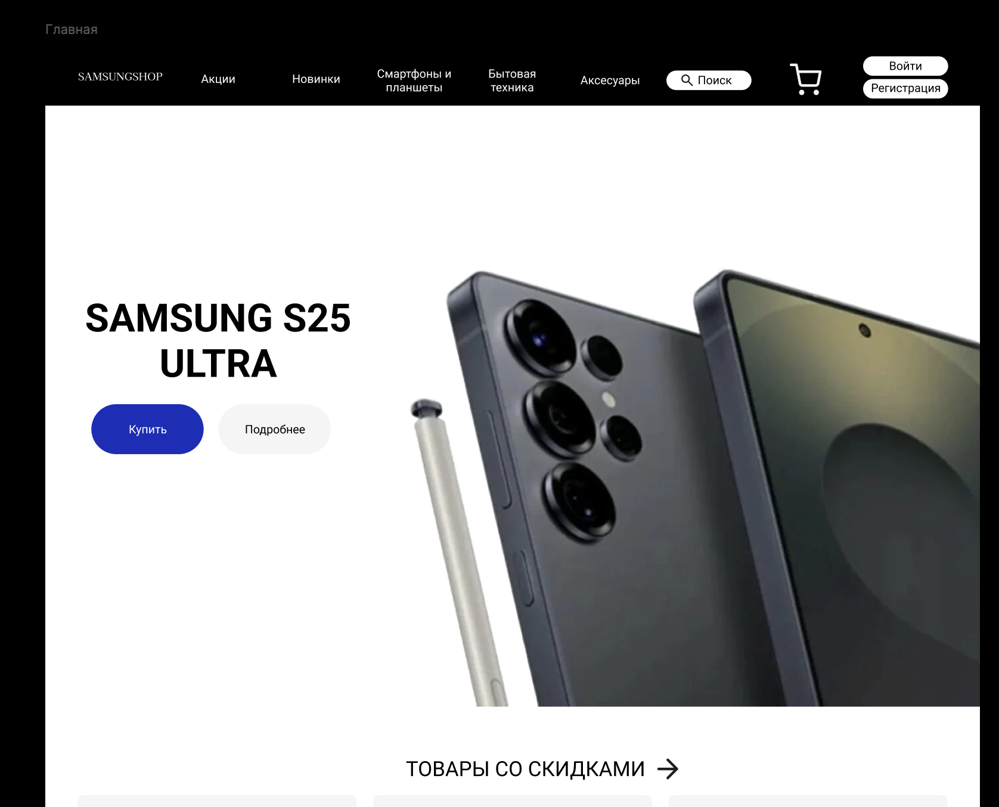 Главная
SAMSUNGSHOP
Акции
Новинки
Смартфоны и
планшеты
Бытовая
техника
Аксесуары
Поиск
Войти
Регистрация
SAMSUNG S25
ULTRA
Купить
Подробнее
ТОВАРЫ СО СКИДКАМИ